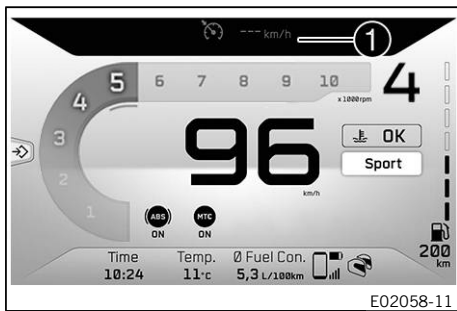 --- km/h
1
5 6 7 8 9 10
x 1000rpm
4
4
3
2
1
96
km/h
OK
Sport
(ABS)
ON
MTC
ON
200
km
Time
10:24
Temp.
11°C
Ø Fuel Con.
5,3 L/100km
E02058-11